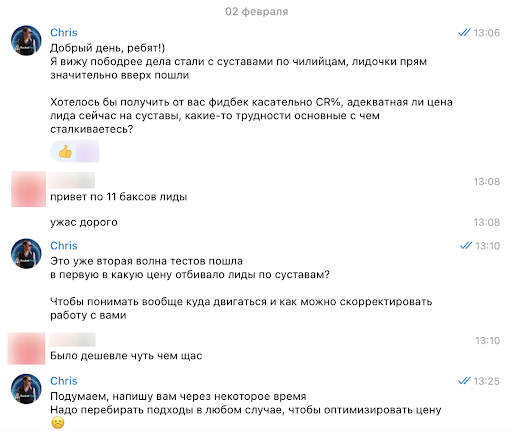 02 февраля
Chris
13:06
Добрый день, ребят!)
Я вижу пободрее дела стали с суставами по чилийцам, лидочки прям
значительно вверх пошли
Хотелось бы получить от вас фидбек касательно CR%, адекватная ли цена
лида сейчас на суставы, какие-то трудности основные с чем
сталкиваетесь?
13:08
привет по 11 баксов лиды
ужас дорого
13:08
Chris
13:10
Это уже вторая волна тестов пошла
в первую в какую цену отбивало лиды по суставам?
Чтобы понимать вообще куда двигаться и как можно скорректировать
работу с вами
13:10
Было дешевле чуть чем щас
Chris
13:25
Подумаем, напишу вам через некоторое время
Надо перебирать подходы в любом случае, чтобы оптимизировать цену